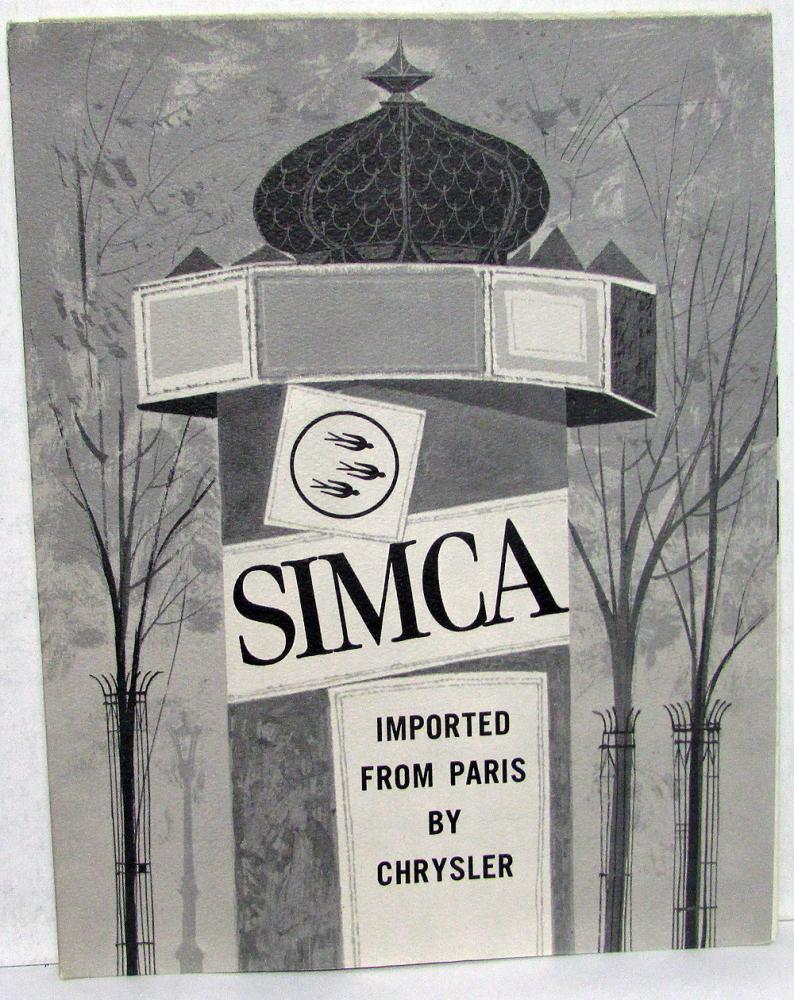 SIMCA
IMPORTED
FROM PARIS
BY
CHRYSLER